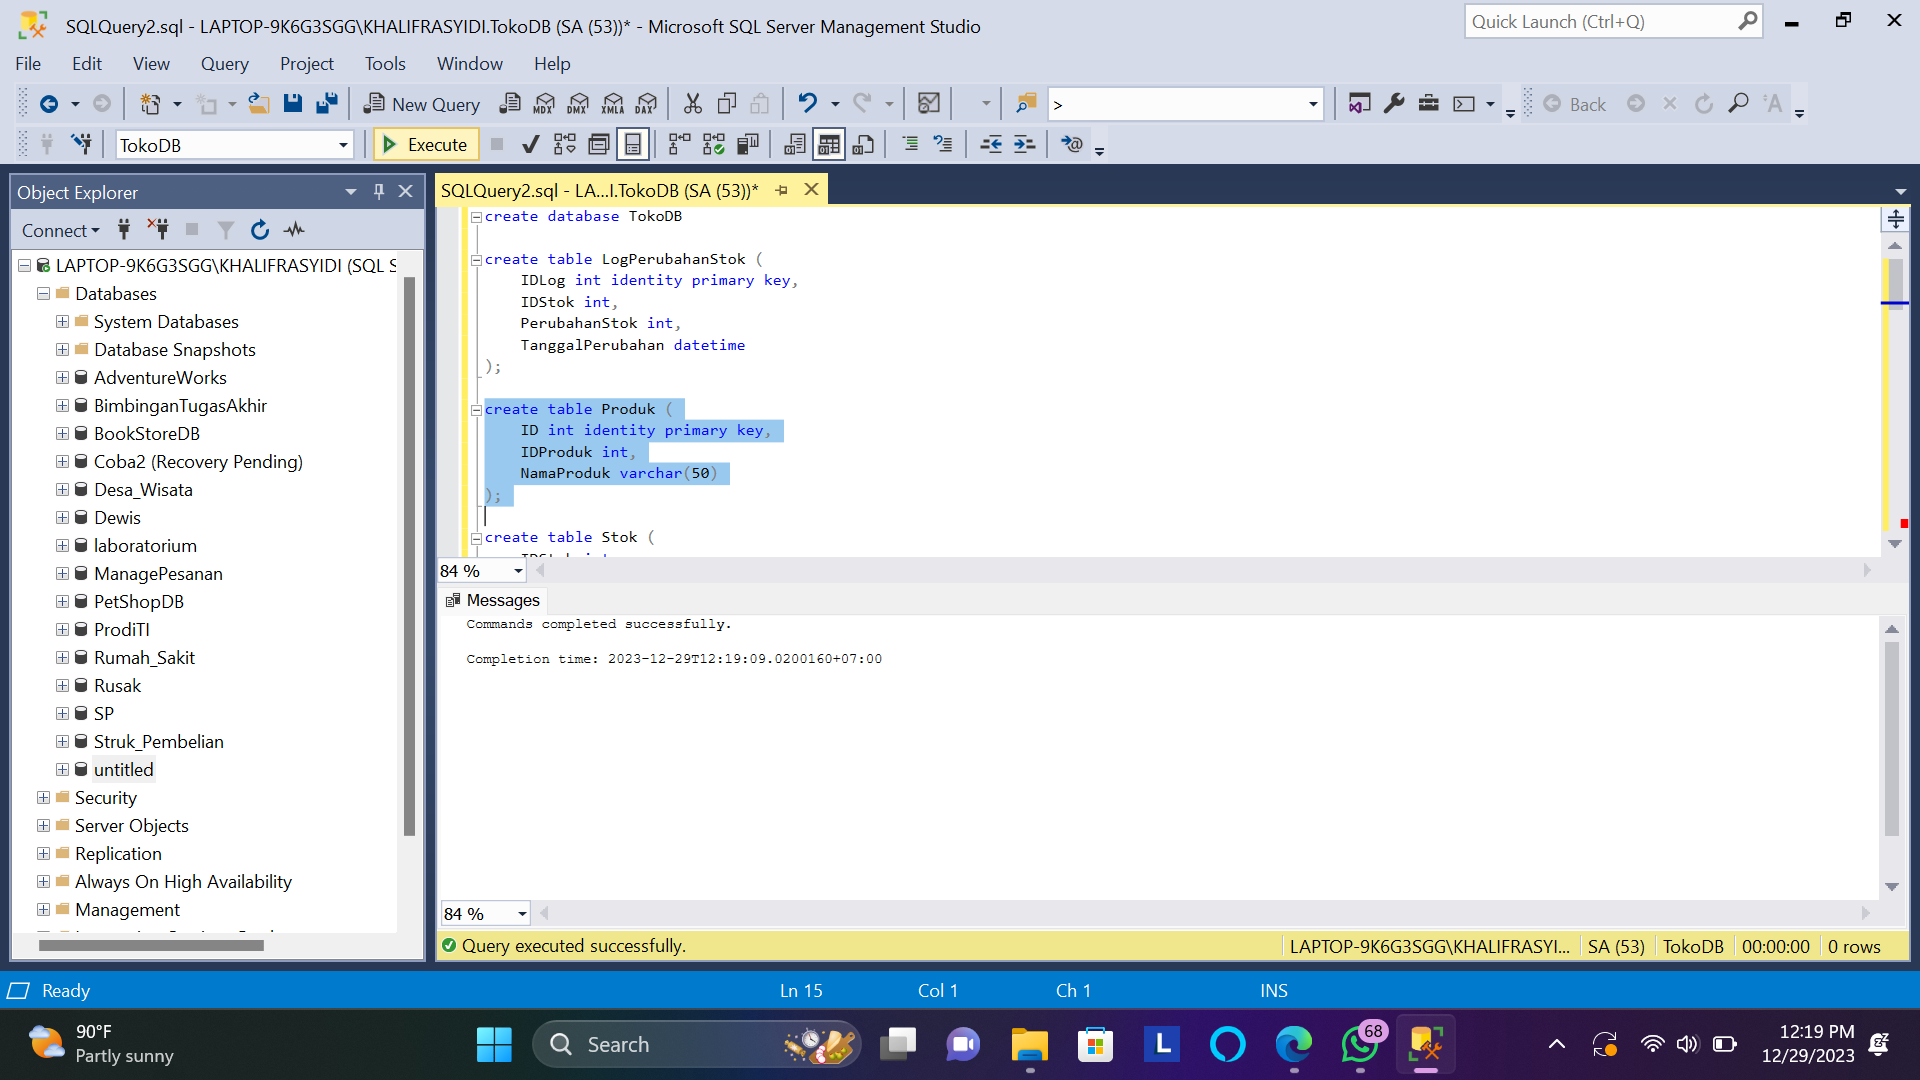 SQLQuery2.sql - LAPTOP-9K6G3SGG\KHALIFRASYIDI.TokoDB (SA (53))* - Microsoft SQL Server Management Studio
Quick Launch (Ctrl+Q)
File Edit View Query Project Tools Window Help
New Query MDX DMX XMLA DAX > Back
TokoDB Execute
Object Explorer
Connect
LAPTOP-9K6G3SGG\KHALIFRASYIDI (SQL S
Databases
System Databases
Database Snapshots
AdventureWorks
BimbinganTugasAkhir
BookStoreDB
Coba2 (Recovery Pending)
Desa_Wisata
Dewis
laboratorium
ManagePesanan
PetShopDB
ProdiTI
Rumah_Sakit
Rusak
SP
Struk_Pembelian
untitled
Security
Server Objects
Replication
Always On High Availability
Management
SQLQuery2.sql - LA...I.TokoDB (SA (53))*
create database TokoDB
create table LogPerubahanStok (
IDLog int identity primary key,
IDStok int,
PerubahanStok int,
TanggalPerubahan datetime
);
create table Produk (
ID int identity primary key,
IDProduk int,
NamaProduk varchar(50)
);
create table Stok (
84 %
Messages
Commands completed successfully.
Completion time: 2023-12-29T12:19:09.0200160+07:00
84 %
Query executed successfully.
LAPTOP-9K6G3SGG\KHALIFRASYI... SA (53) TokoDB 00:00:00 0 rows
Ready Ln 15 Col 1 Ch 1 INS
90°F
Partly sunny
Search
L
68
12:19 PM
12/29/2023